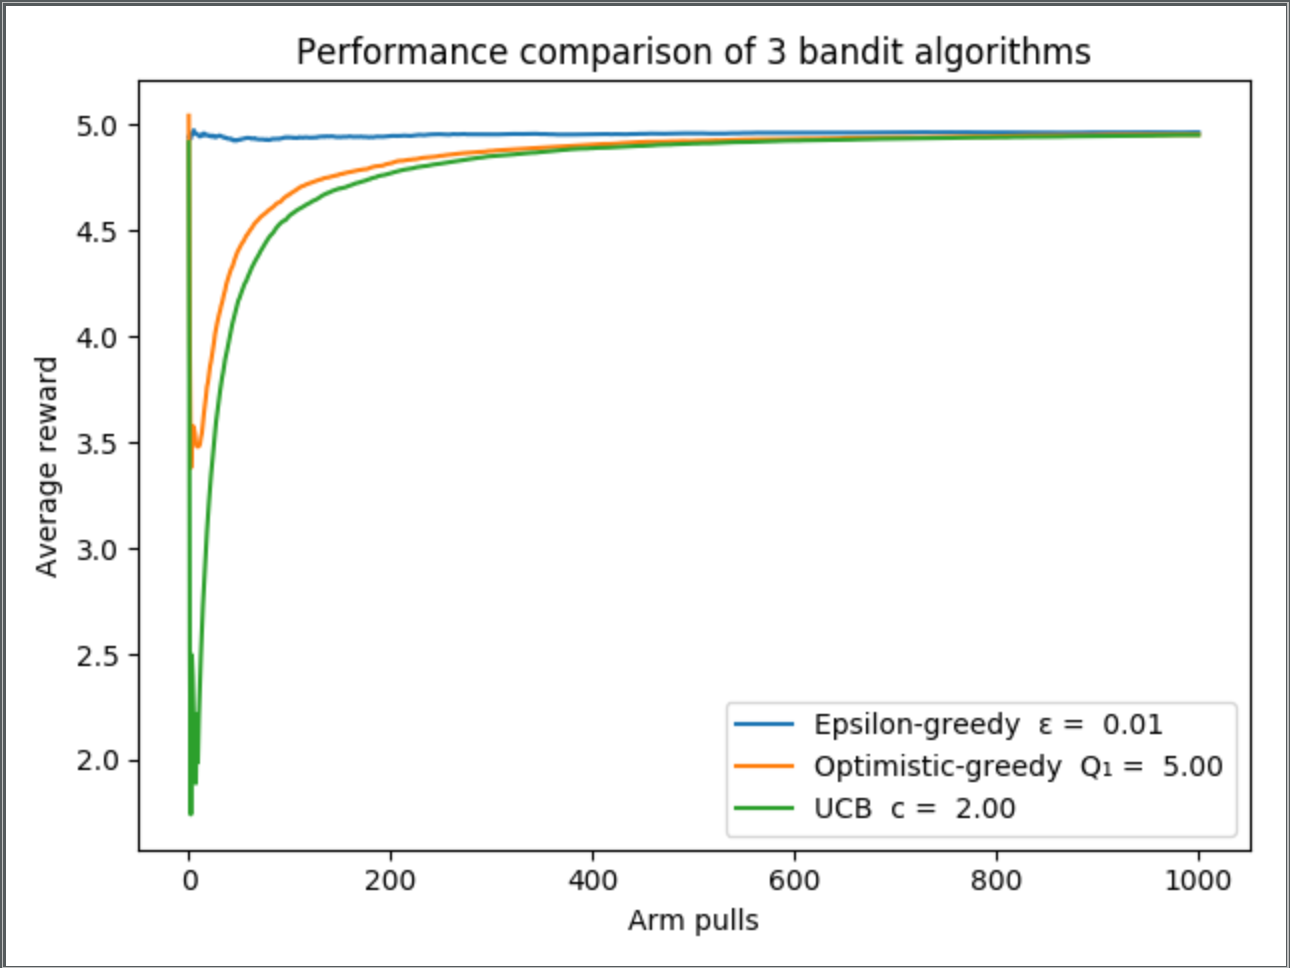 Performance comparison of 3 bandit algorithms
5.0
4.5
4.0
3.5
3.0
2.5
2.0
Average reward
Epsilon-greedy ε = 0.01
Optimistic-greedy Q₁ = 5.00
UCB c = 2.00
0 200 400 600 800 1000
Arm pulls